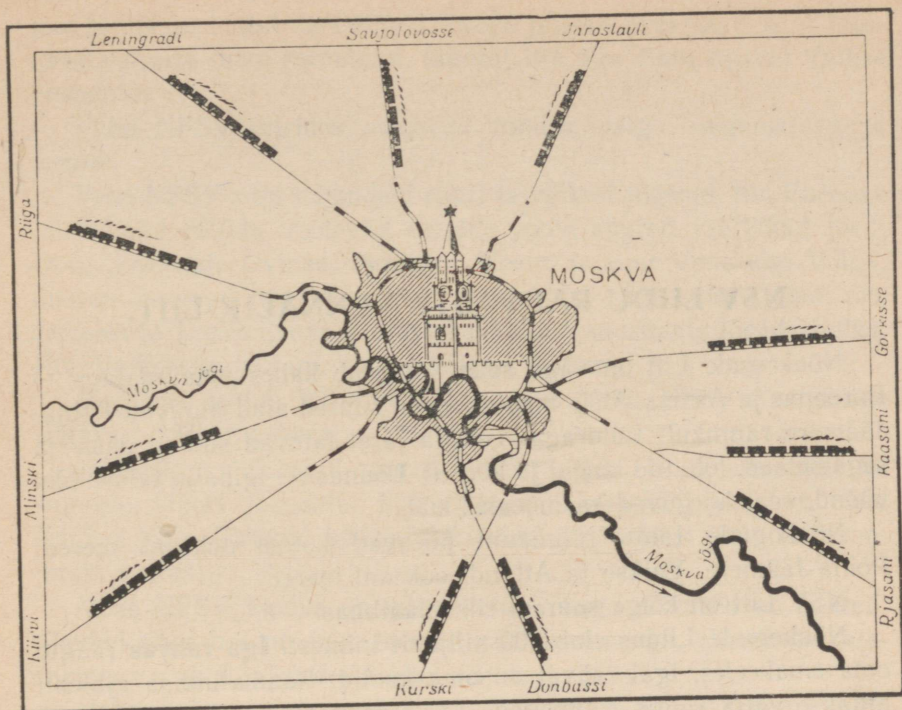 Leningradi
Savjolovosse
Jaroslavli
Riiga
MOSKVA
Gorkisse
Moskva jõgi
Kaasani
Minski
Moskva jõgi
Rjasani
Kiievi
Kurski
Donbassi